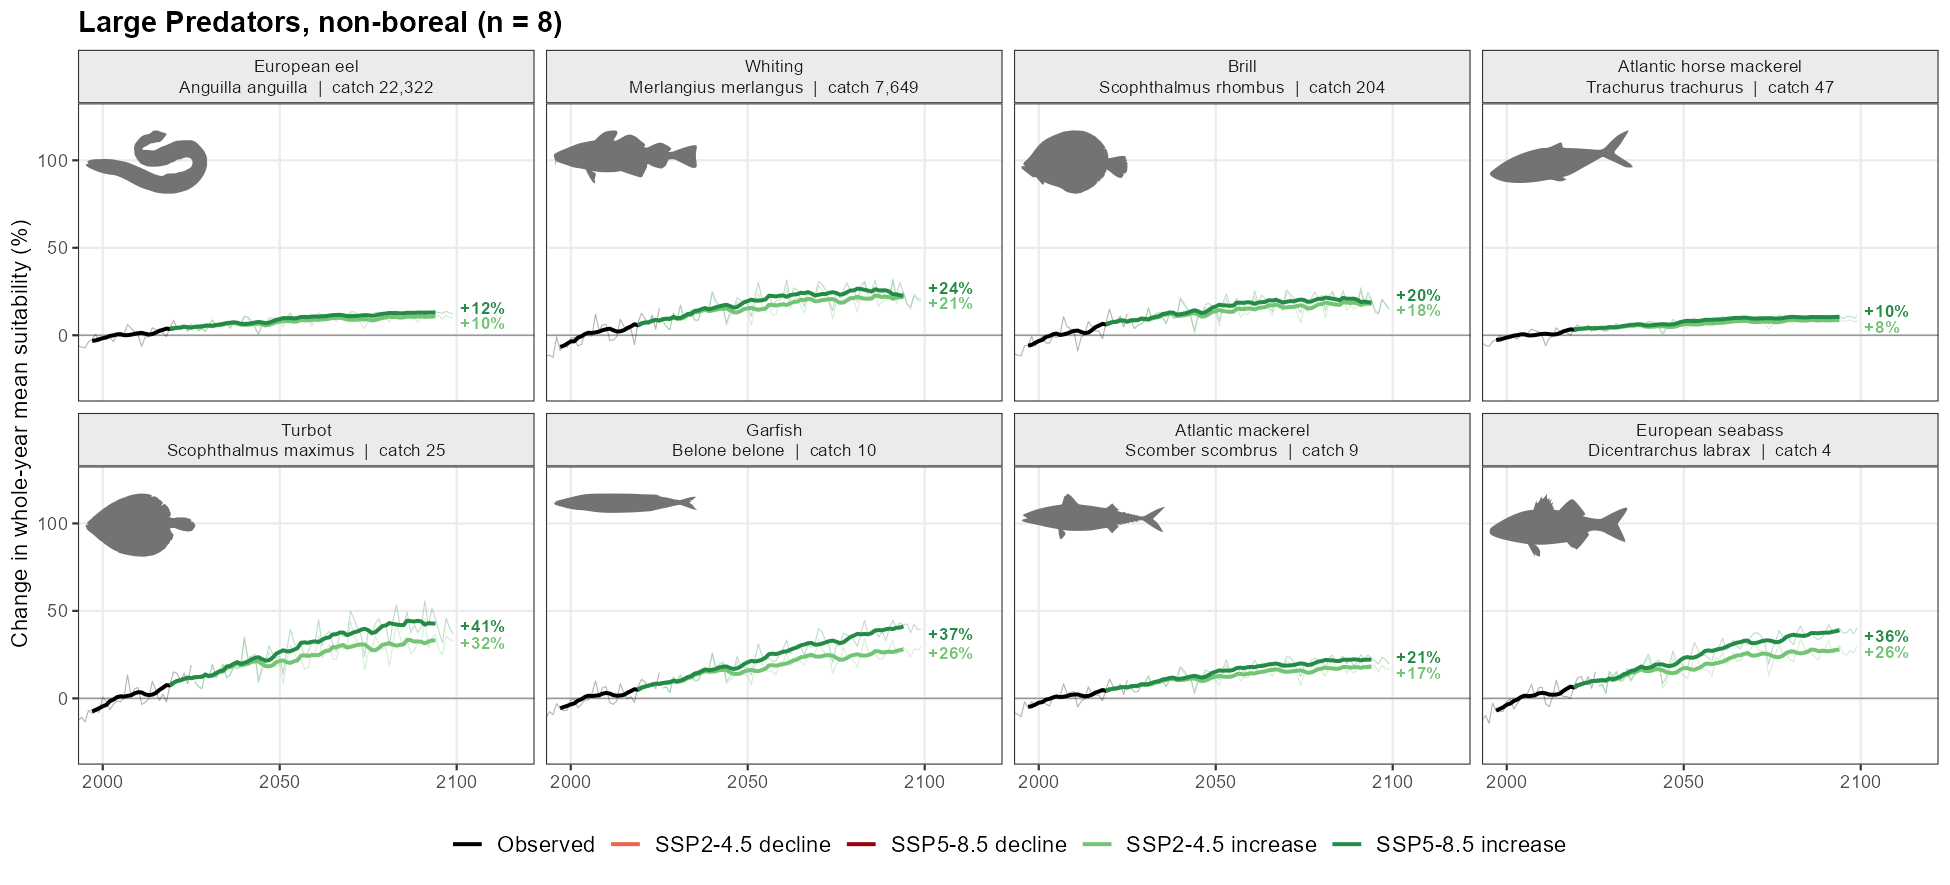 Large Predators, non-boreal (n = 8)
European eel
Anguilla anguilla | catch 22,322
Whiting
Merlangius merlangus | catch 7,649
Brill
Scophthalmus rhombus | catch 204
Atlantic horse mackerel
Trachurus trachurus | catch 47
100
50
0
+12%
+10%
+24%
+21%
+20%
+18%
+10%
+8%
Change in whole-year mean suitability (%)
Turbot
Scophthalmus maximus | catch 25
Garfish
Belone belone | catch 10
Atlantic mackerel
Scomber scombrus | catch 9
European seabass
Dicentrarchus labrax | catch 4
100
50
0
+41%
+32%
+37%
+26%
+21%
+17%
+36%
+26%
2000 2050 2100
2000 2050 2100
2000 2050 2100
2000 2050 2100
Observed SSP2-4.5 decline SSP5-8.5 decline SSP2-4.5 increase SSP5-8.5 increase